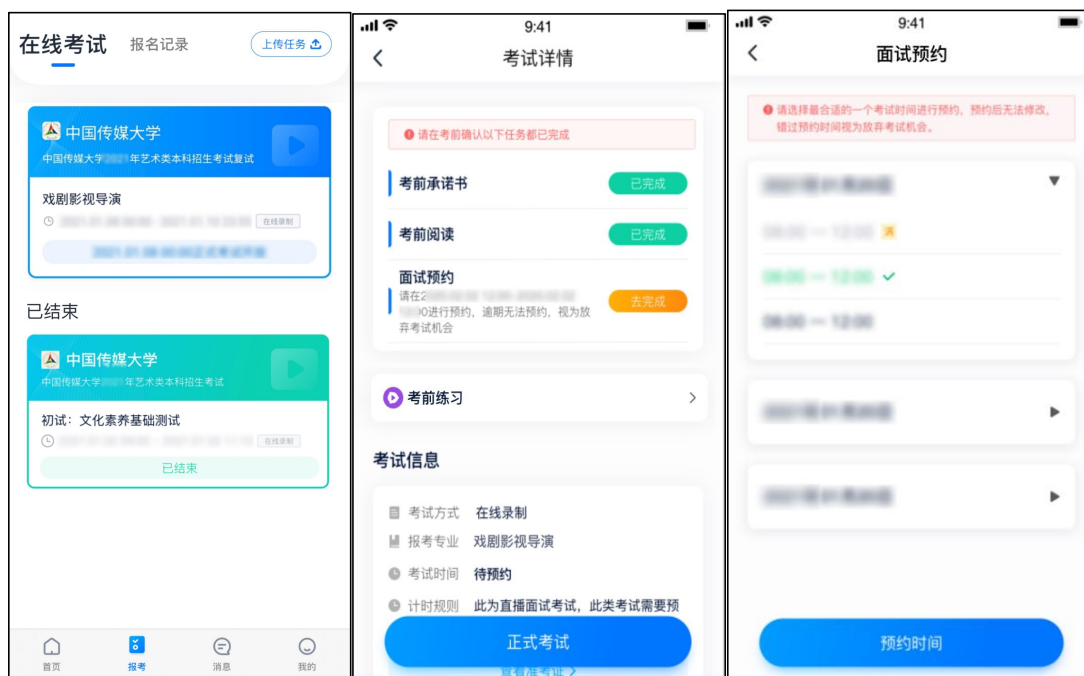 在线考试
报名记录
上传任务
中国传媒大学
中国传媒大学 年艺术类本科招生考试复试
戏剧影视导演
在线录制
已结束
中国传媒大学
中国传媒大学 年艺术类本科招生考试
初试：文化素养基础测试
在线录制
已结束
首页
报考
消息
我的
9:41
考试详情
请在考前确认以下任务都已完成
考前承诺书
已完成
考前阅读
已完成
面试预约
请在2
0进行预约，逾期无法预约，视为放
弃考试机会
去完成
考前练习
考试信息
考试方式 在线录制
报考专业 戏剧影视导演
考试时间 待预约
计时规则 此为直播面试考试，此类考试需要预
正式考试
查看准考证
9:41
面试预约
请选择最合适的一个考试时间进行预约，预约后无法修改，
错过预约时间视为放弃考试机会。
满
预约时间